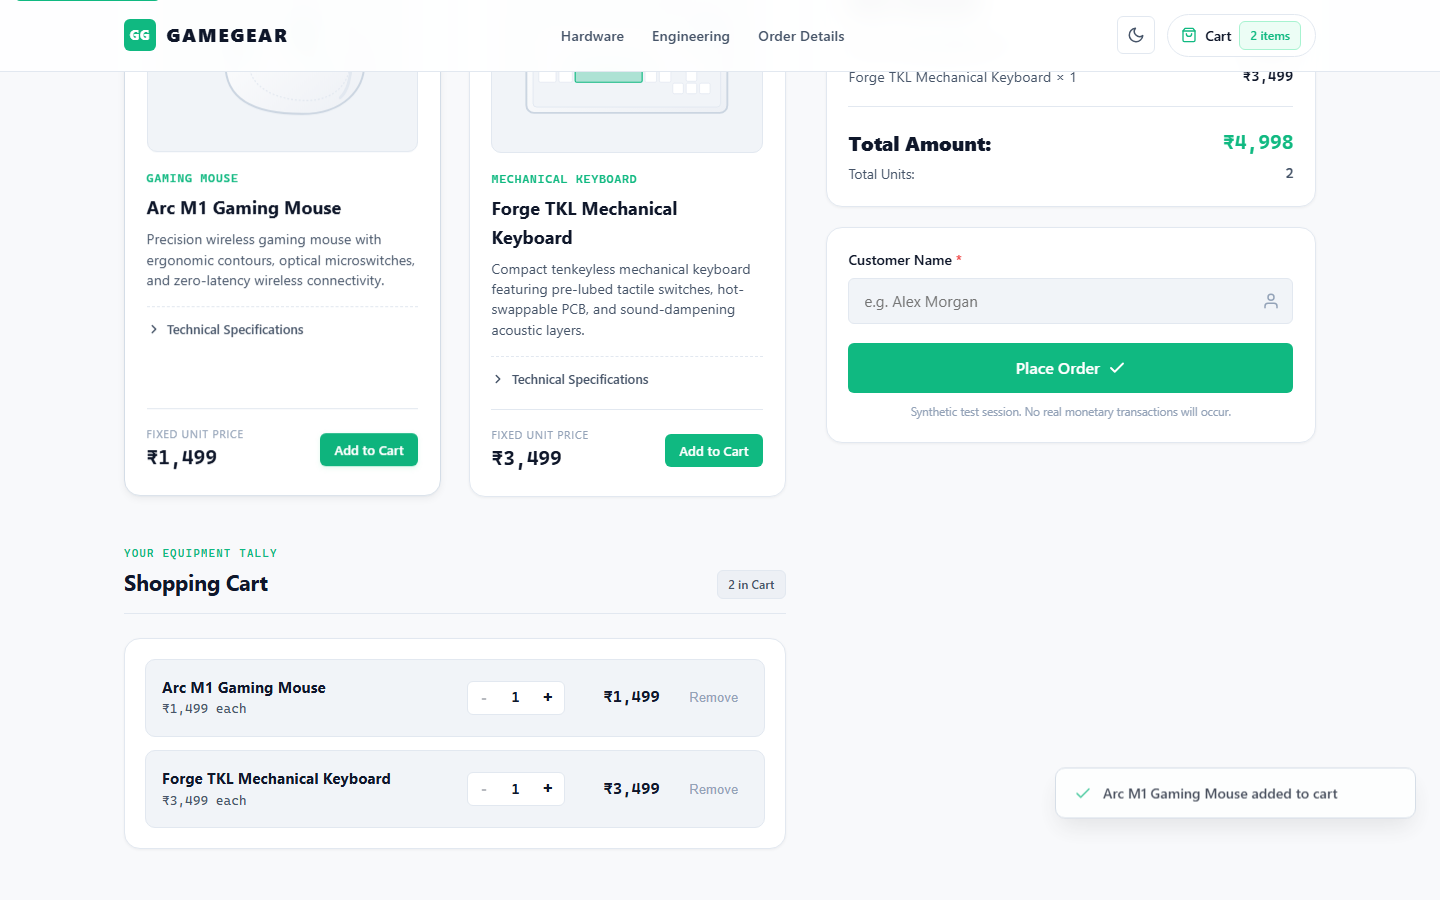 GG GAMEGEAR
Hardware
Engineering
Order Details
Cart
2 items
GAMING MOUSE
Arc M1 Gaming Mouse
Precision wireless gaming mouse with
ergonomic contours, optical microswitches,
and zero-latency wireless connectivity.
Technical Specifications
FIXED UNIT PRICE
₹1,499
Add to Cart
MECHANICAL KEYBOARD
Forge TKL Mechanical
Keyboard
Compact tenkeyless mechanical keyboard
featuring pre-lubed tactile switches, hot-
swappable PCB, and sound-dampening
acoustic layers.
Technical Specifications
FIXED UNIT PRICE
₹3,499
Add to Cart
Forge TKL Mechanical Keyboard × 1
₹3,499
Total Amount:
₹4,998
Total Units:
2
Customer Name *
e.g. Alex Morgan
Place Order
Synthetic test session. No real monetary transactions will occur.
YOUR EQUIPMENT TALLY
Shopping Cart
2 in Cart
Arc M1 Gaming Mouse
₹1,499 each
- 1 +
₹1,499
Remove
Forge TKL Mechanical Keyboard
₹3,499 each
- 1 +
₹3,499
Remove
Arc M1 Gaming Mouse added to cart